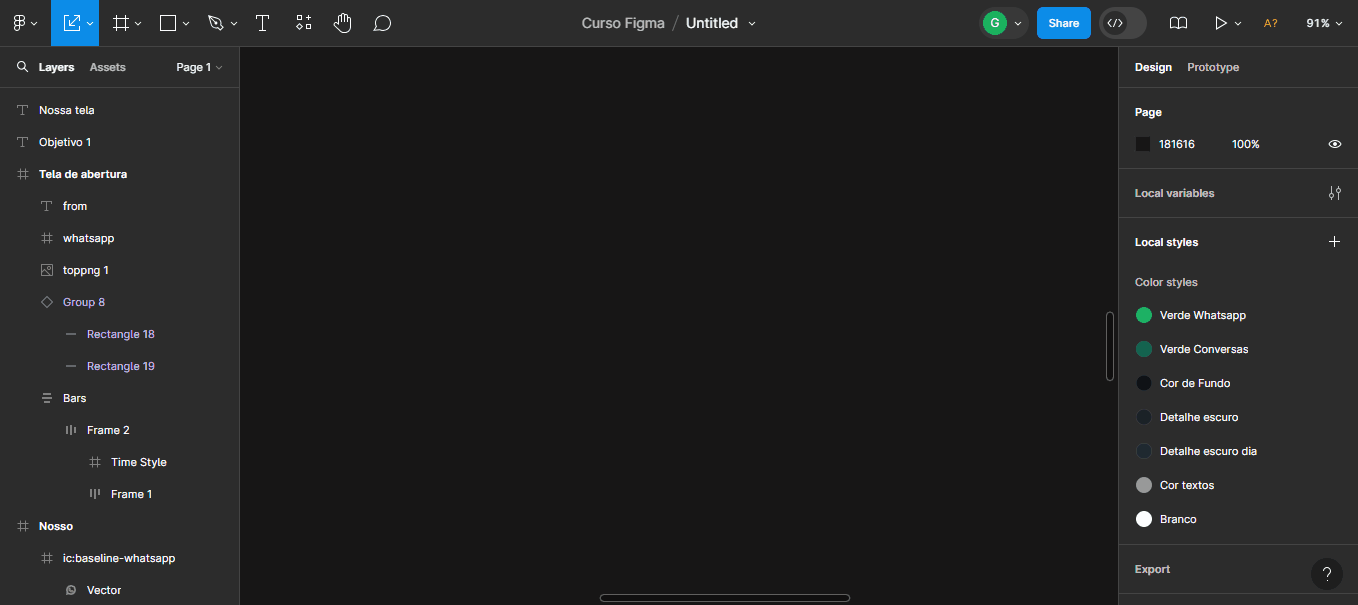 Curso Figma / Untitled
G
Share
A?
91%
Layers
Assets
Page 1
Nossa tela
Objetivo 1
Tela de abertura
from
whatsapp
toppng 1
Group 8
Rectangle 18
Rectangle 19
Bars
Frame 2
Time Style
Frame 1
Nosso
ic:baseline-whatsapp
Vector
Design
Prototype
Page
181616
100%
Local variables
Local styles
Color styles
Verde Whatsapp
Verde Conversas
Cor de Fundo
Detalhe escuro
Detalhe escuro dia
Cor textos
Branco
Export
?